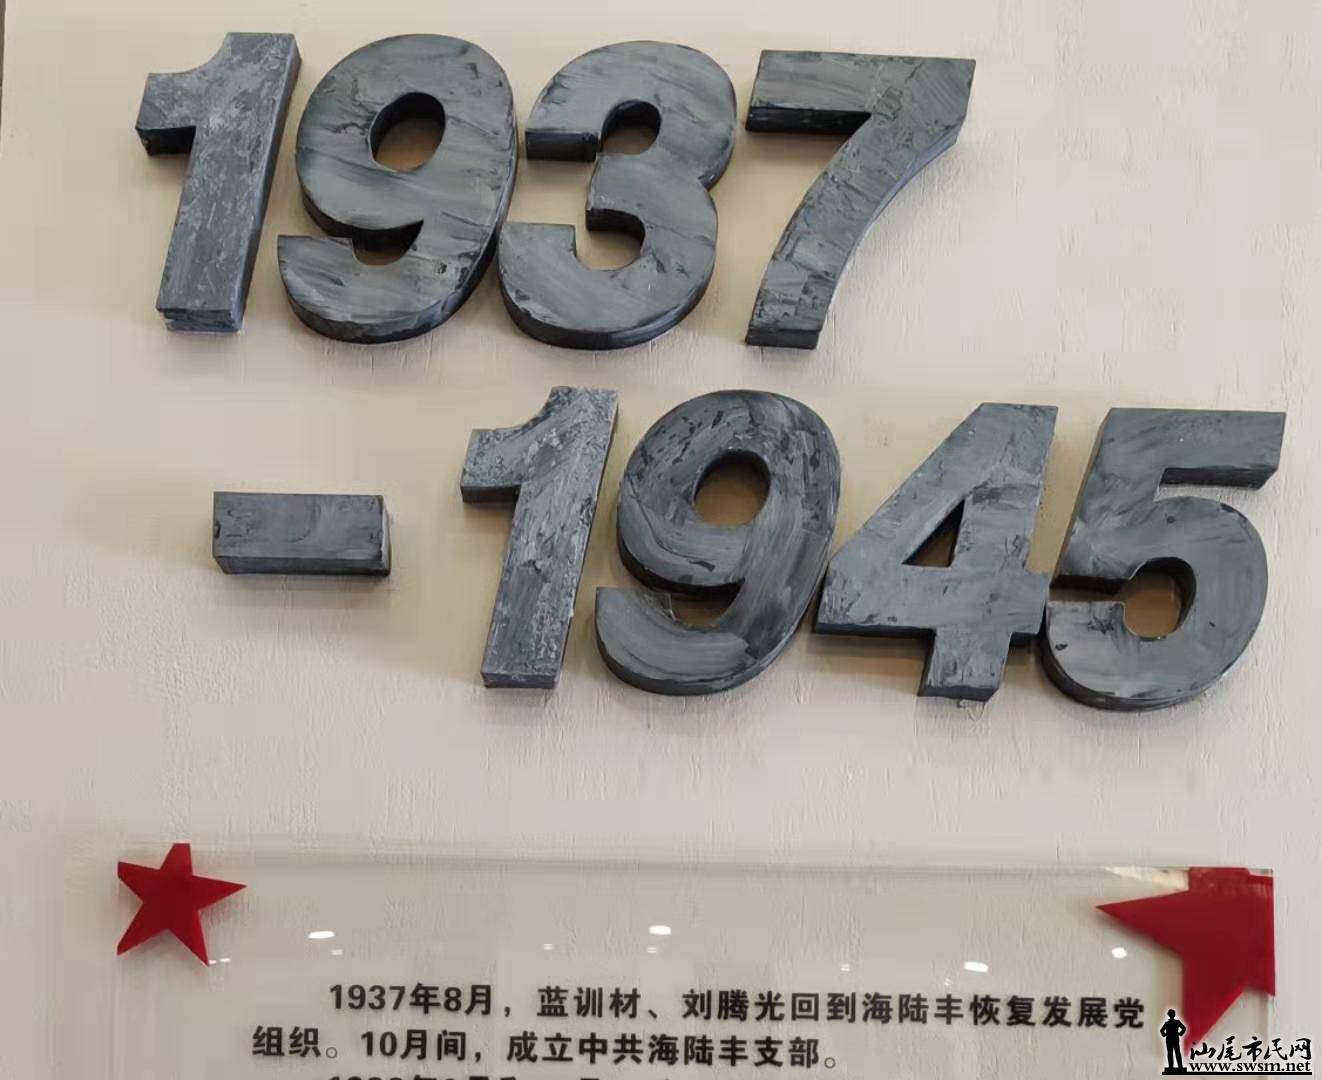 1937
-1945
1937年8月，蓝训材、刘腾光回到海陆丰恢复发展党
组织。10月间，成立中共海陆丰支部。
汕尾市民网
www.swsm.net